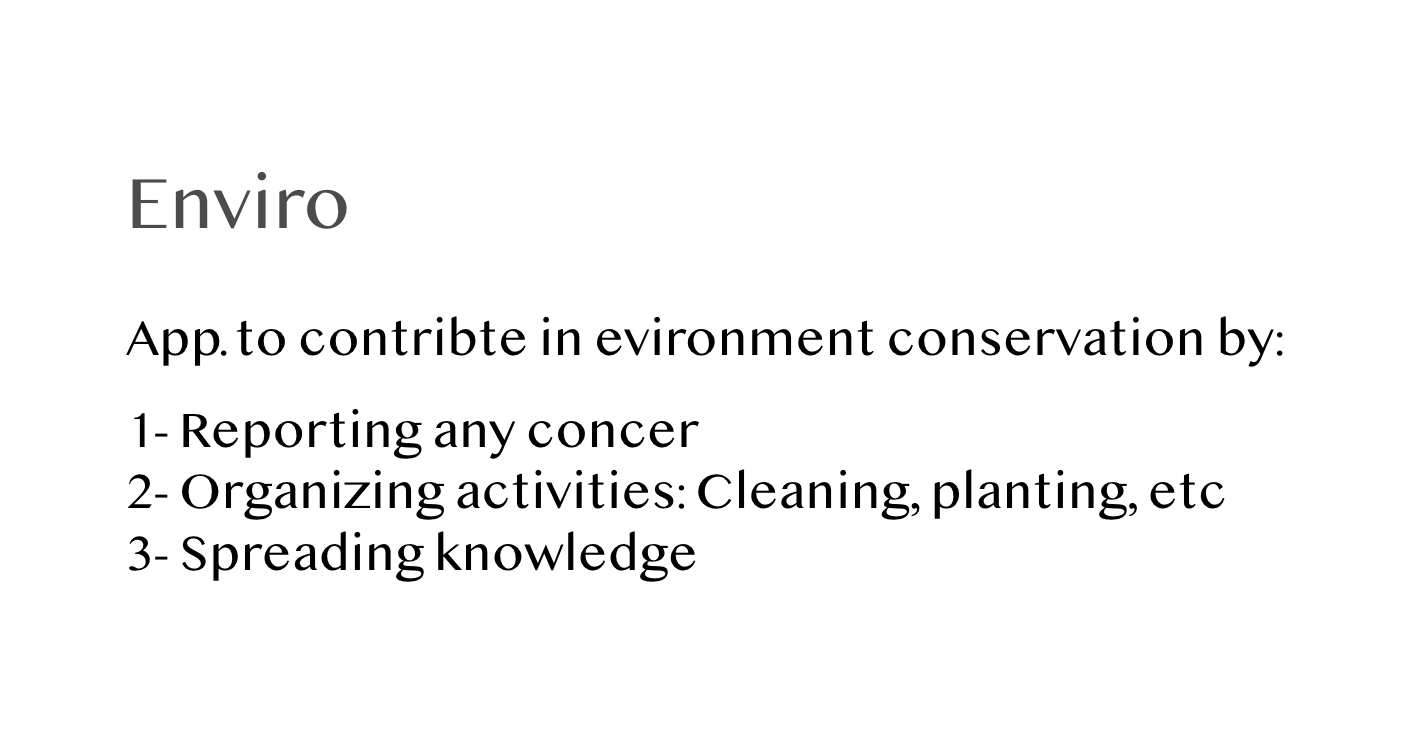 Enviro
App. to contribte in evironment conservation by:
1- Reporting any concer
2- Organizing activities: Cleaning, planting, etc
3- Spreading knowledge